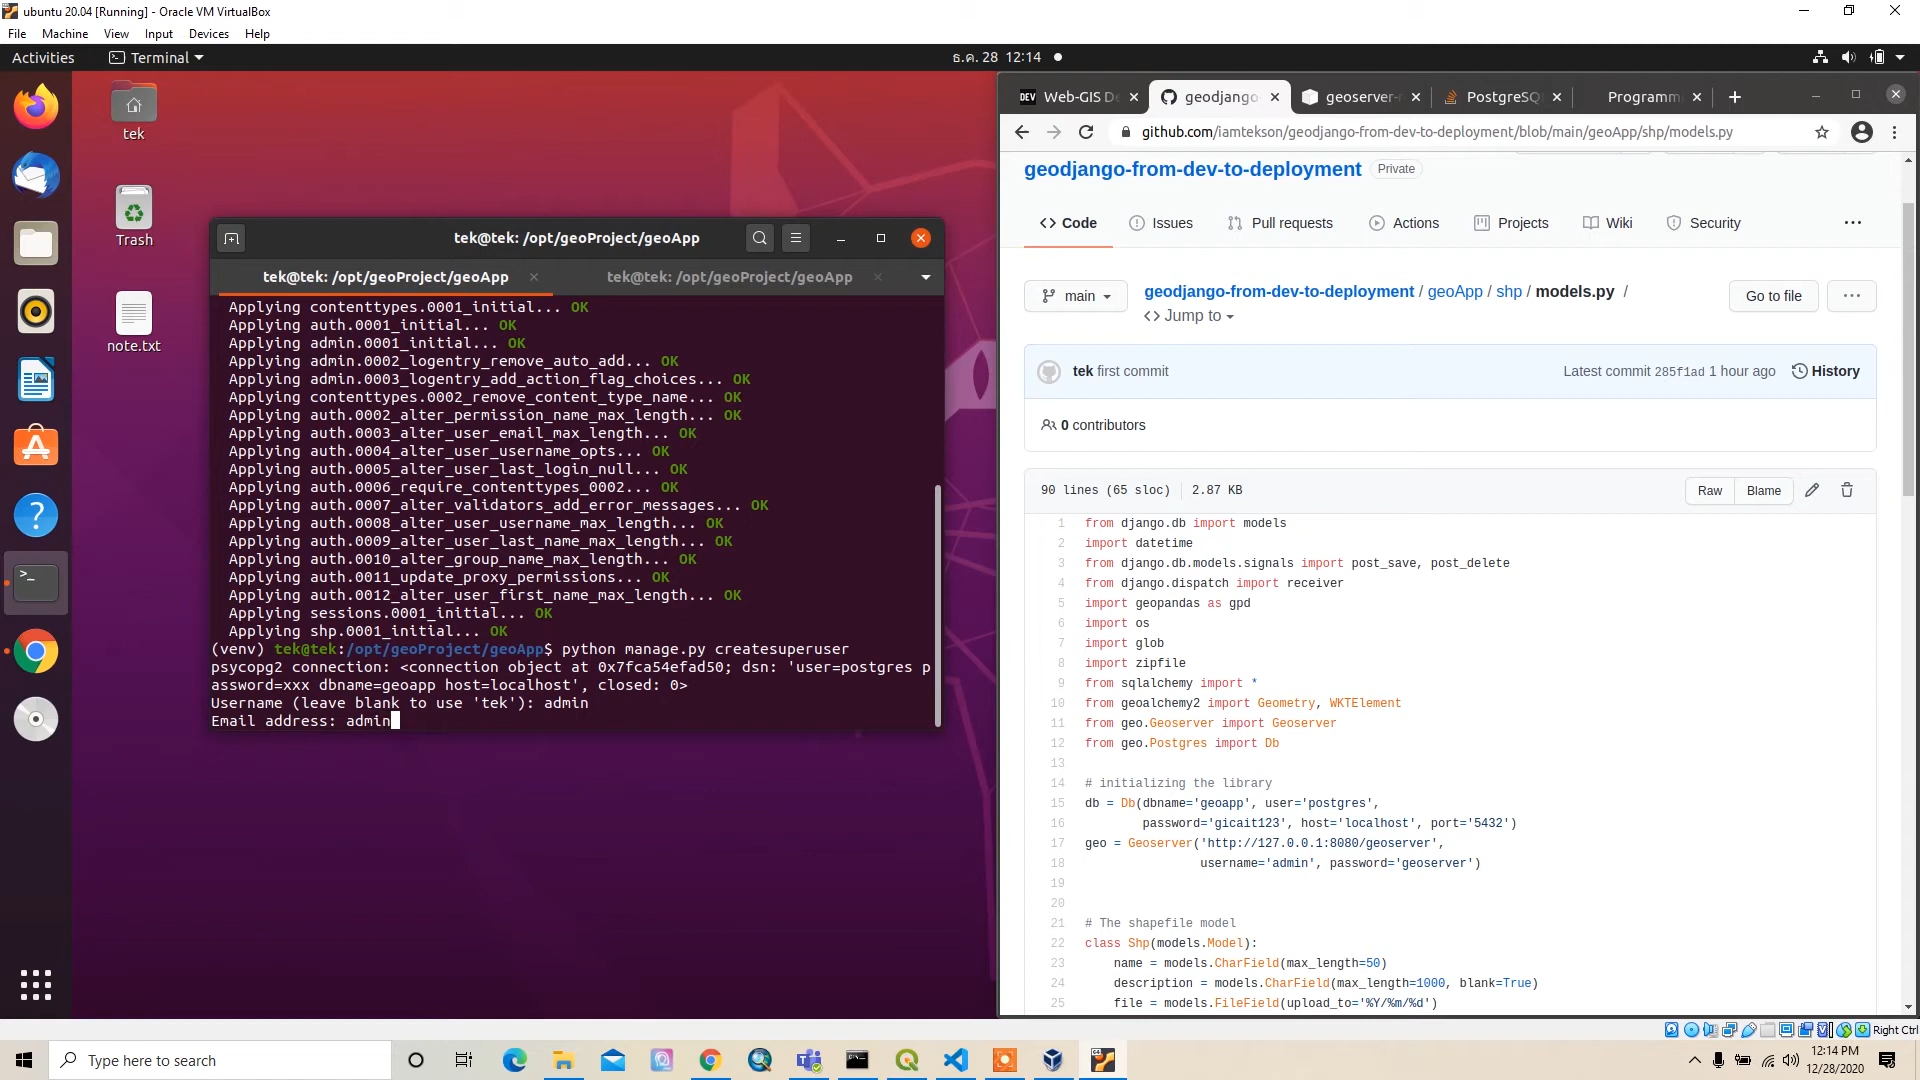 ubuntu 20.04 [Running] - Oracle VM VirtualBox
File Machine View Input Devices Help
Activities Terminal ธ.ค. 28 12:14
tek
Trash
note.txt
tek@tek: /opt/geoProject/geoApp
tek@tek: /opt/geoProject/geoApp tek@tek: /opt/geoProject/geoApp
Applying contenttypes.0001_initial... OK
Applying auth.0001_initial... OK
Applying admin.0001_initial... OK
Applying admin.0002_logentry_remove_auto_add... OK
Applying admin.0003_logentry_add_action_flag_choices... OK
Applying contenttypes.0002_remove_content_type_name... OK
Applying auth.0002_alter_permission_name_max_length... OK
Applying auth.0003_alter_user_email_max_length... OK
Applying auth.0004_alter_user_username_opts... OK
Applying auth.0005_alter_user_last_login_null... OK
Applying auth.0006_require_contenttypes_0002... OK
Applying auth.0007_alter_validators_add_error_messages... OK
Applying auth.0008_alter_user_username_max_length... OK
Applying auth.0009_alter_user_last_name_max_length... OK
Applying auth.0010_alter_group_name_max_length... OK
Applying auth.0011_update_proxy_permissions... OK
Applying auth.0012_alter_user_first_name_max_length... OK
Applying sessions.0001_initial... OK
Applying shp.0001_initial... OK
(venv) tek@tek:/opt/geoProject/geoApp$ python manage.py createsuperuser
psycopg2 connection: <connection object at 0x7fca54efad50; dsn: 'user=postgres p
assword=xxx dbname=geoapp host=localhost', closed: 0>
Username (leave blank to use 'tek'): admin
Email address: admin
DEV Web-GIS De geodjango- geoserver- PostgreSQ Programm
github.com/iamtekson/geodjango-from-dev-to-deployment/blob/main/geoApp/shp/models.py
geodjango-from-dev-to-deployment Private
Code Issues Pull requests Actions Projects Wiki Security ...
main geodjango-from-dev-to-deployment / geoApp / shp / models.py / Go to file ...
<> Jump to
tek first commit Latest commit 285f1ad 1 hour ago History
0 contributors
90 lines (65 sloc) 2.87 KB Raw Blame
1 from django.db import models
2 import datetime
3 from django.db.models.signals import post_save, post_delete
4 from django.dispatch import receiver
5 import geopandas as gpd
6 import os
7 import glob
8 import zipfile
9 from sqlalchemy import *
10 from geoalchemy2 import Geometry, WKTElement
11 from geo.Geoserver import Geoserver
12 from geo.Postgres import Db
13
14 # initializing the library
15 db = Db(dbname='geoapp', user='postgres',
16 password='gicait123', host='localhost', port='5432')
17 geo = Geoserver('http://127.0.0.1:8080/geoserver',
18 username='admin', password='geoserver')
19
20
21 # The shapefile model
22 class Shp(models.Model):
23 name = models.CharField(max_length=50)
24 description = models.CharField(max_length=1000, blank=True)
25 file = models.FileField(upload_to='%Y/%m/%d')
Right Ctrl
Type here to search
12:14 PM
12/28/2020